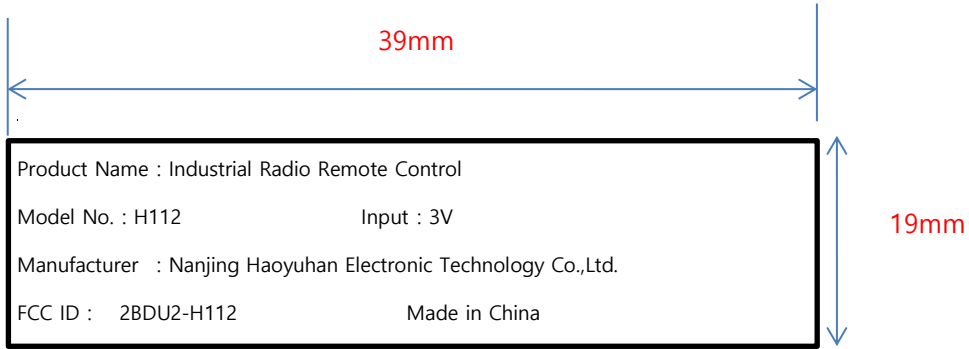 39mm
Product Name : Industrial Radio Remote Control
Model No. : H112 Input : 3V
19mm
Manufacturer : Nanjing Haoyuhan Electronic Technology Co.,Ltd.
FCC ID : 2BDU2-H112 Made in China